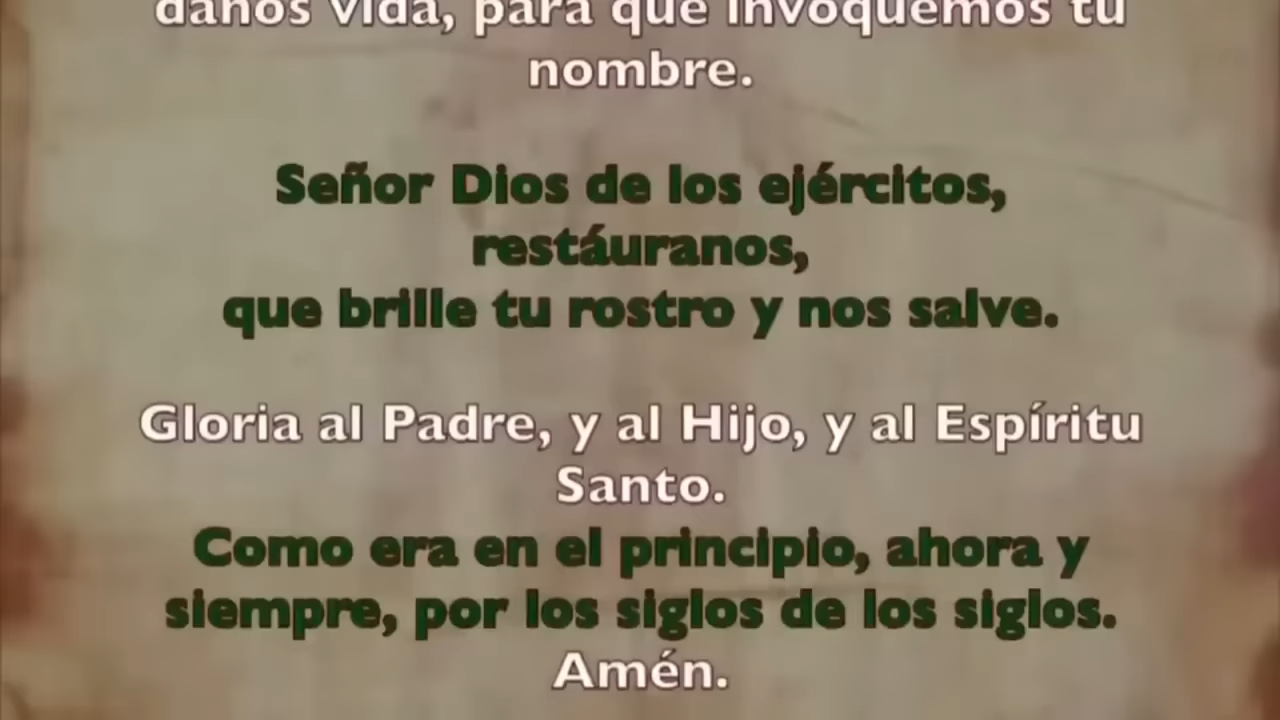 danos vida, para que invoquemos tu
nombre.
Señor Dios de los ejércitos,
restáuranos,
que brille tu rostro y nos salve.
Gloria al Padre, y al Hijo, y al Espíritu
Santo.
Como era en el principio, ahora y
siempre, por los siglos de los siglos.
Amén.